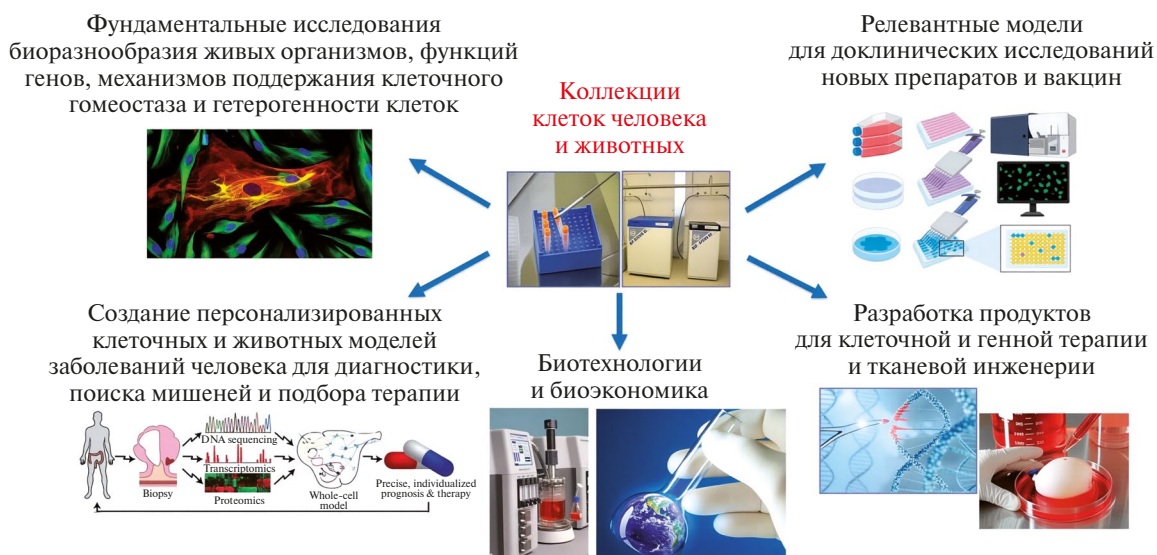 Фундаментальные исследования
биоразнообразия живых организмов, функций
генов, механизмов поддержания клеточного
гомеостаза и гетерогенности клеток
Коллекции
клеток человека
и животных
Релевантные модели
для доклинических исследований
новых препаратов и вакцин
Создание персонализированных
клеточных и животных моделей
заболеваний человека для диагностики,
поиска мишеней и подбора терапии
DNA sequencing
Transcriptomics
Proteomics
Biopsy
Whole-cell
model
Precise, individualized
prognosis & therapy
Биотехнологии
и биоэкономика
Разработка продуктов
для клеточной и генной терапии
и тканевой инженерии